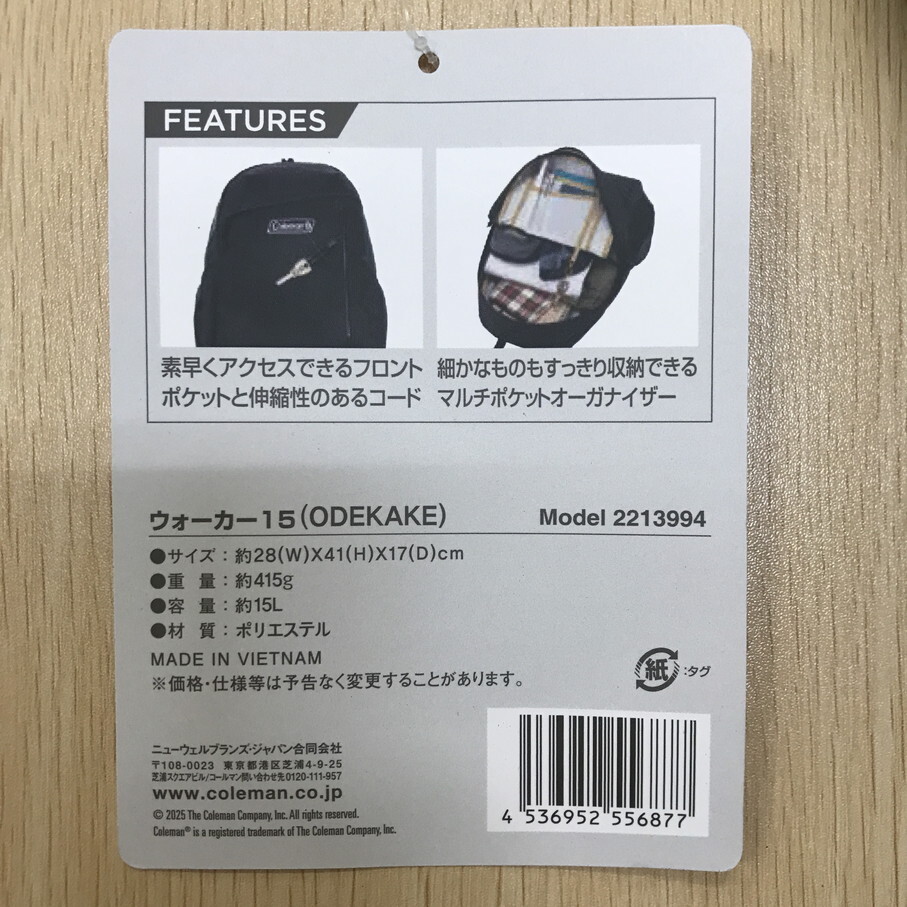 FEATURES
Coleman
素早くアクセスできるフロント
ポケットと伸縮性のあるコード
細かなものもすっきり収納できる
マルチポケットオーガナイザー
ウォーカー15(ODEKAKE) Model 2213994
●サイズ：約28(W)X41(H)X17(D)cm
●重 量：約415g
●容 量：約15L
●材 質：ポリエステル
MADE IN VIETNAM
※価格・仕様等は予告なく変更することがあります。
紙 :タグ
ニューウェルブランズ・ジャパン合同会社
〒108-0023 東京都港区芝浦4-9-25
芝浦スクエアビル/コールマン問い合わせ先0120-111-957
www.coleman.co.jp
© 2025 The Coleman Company, Inc. All rights reserved.
Coleman® is a registered trademark of The Coleman Company, Inc.
4 536952 556877